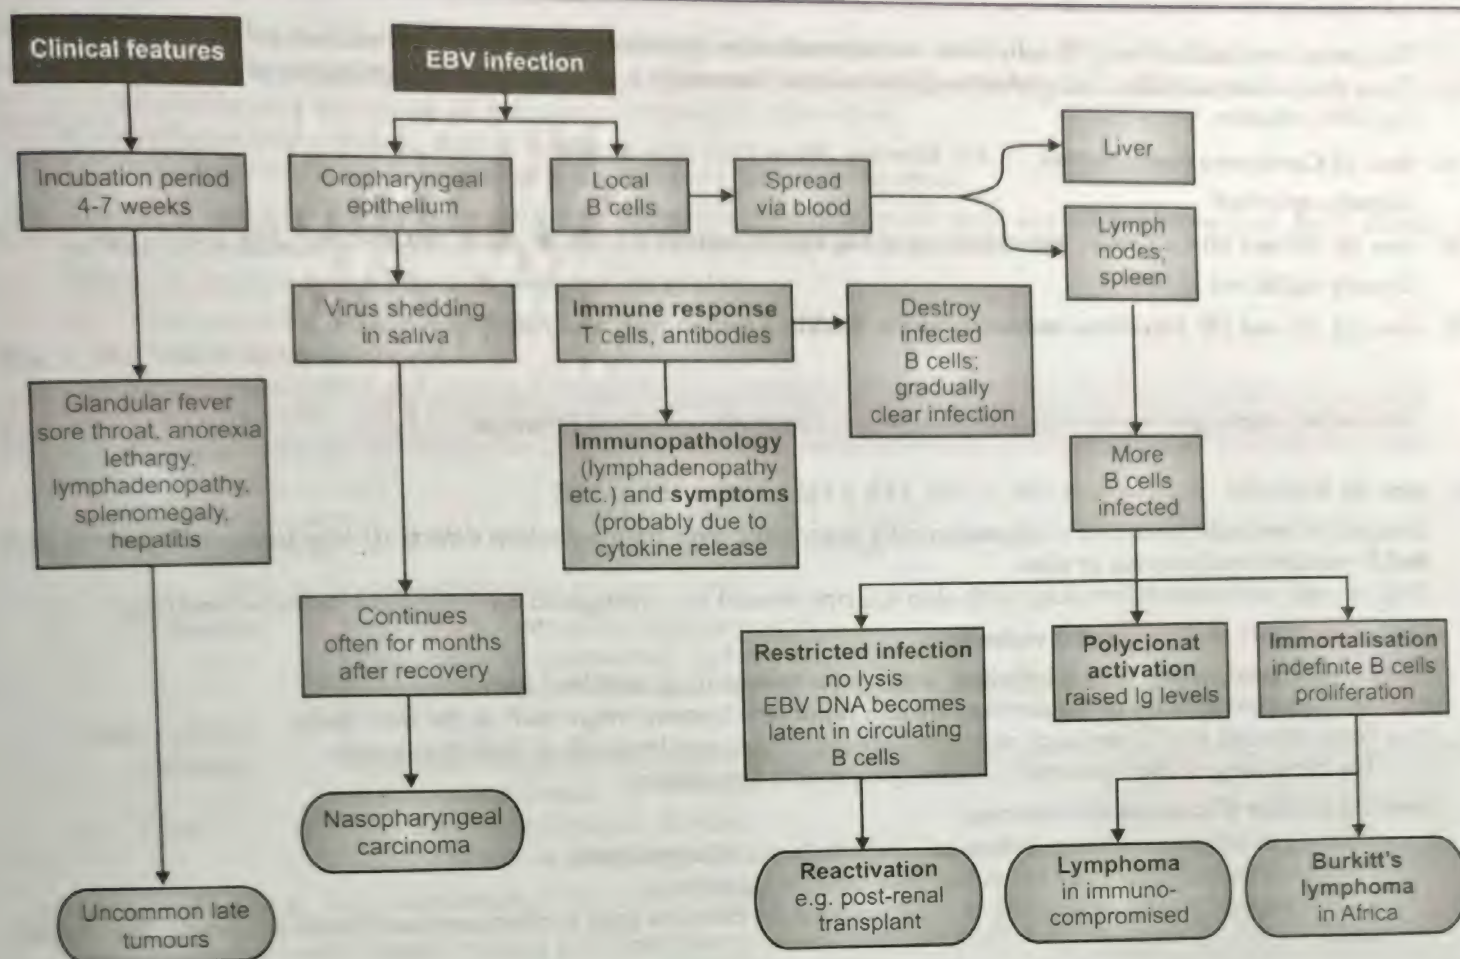 Clinical features
EBV infection
Incubation period
4-7 weeks
Oropharyngeal
epithelium
Local
B cells
Spread
via blood
Liver
Lymph
nodes;
spleen
Virus shedding
in saliva
Immune response
T cells, antibodies
Destroy
infected
B cells;
gradually
clear infection
Glandular fever
sore throat, anorexia
lethargy,
lymphadenopathy,
splenomegaly,
hepatitis
Immunopathology
(lymphadenopathy
etc.) and symptoms
(probably due to
cytokine release
More
B cells
infected
Continues
often for months
after recovery
Restricted infection
no lysis
EBV DNA becomes
latent in circulating
B cells
Polycionat
activation
raised Ig levels
Immortalisation
indefinite B cells
proliferation
Nasopharyngeal
carcinoma
Uncommon late
tumours
Reactivation
e.g. post-renal
transplant
Lymphoma
in immuno-
compromised
Burkitt's
lymphoma
in Africa